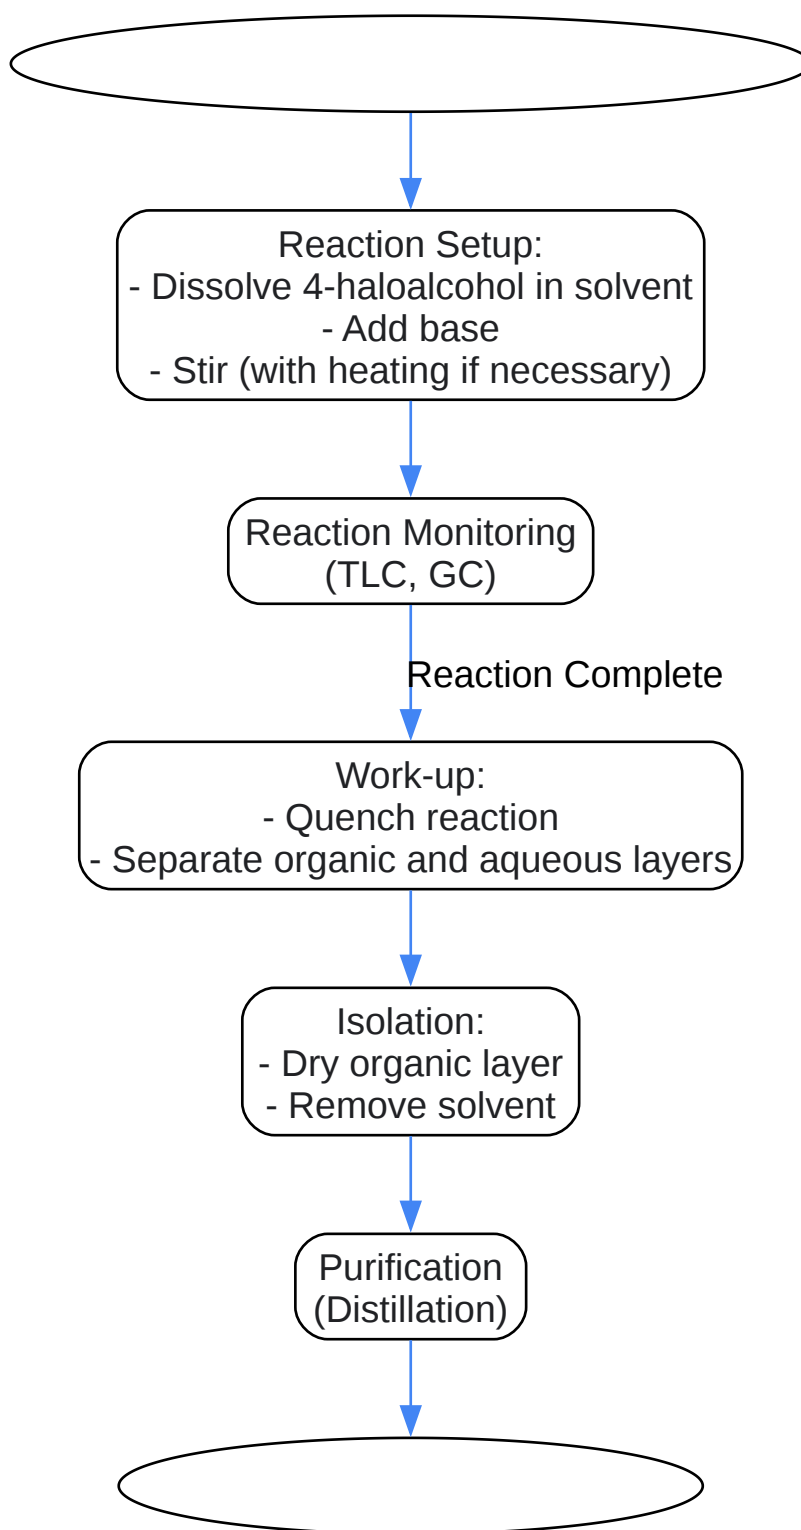 Reaction Setup:
- Dissolve 4-haloalcohol in solvent
- Add base
- Stir (with heating if necessary)
Reaction Monitoring
(TLC, GC)
Reaction Complete
Work-up:
- Quench reaction
- Separate organic and aqueous layers
Isolation:
- Dry organic layer
- Remove solvent
Purification
(Distillation)